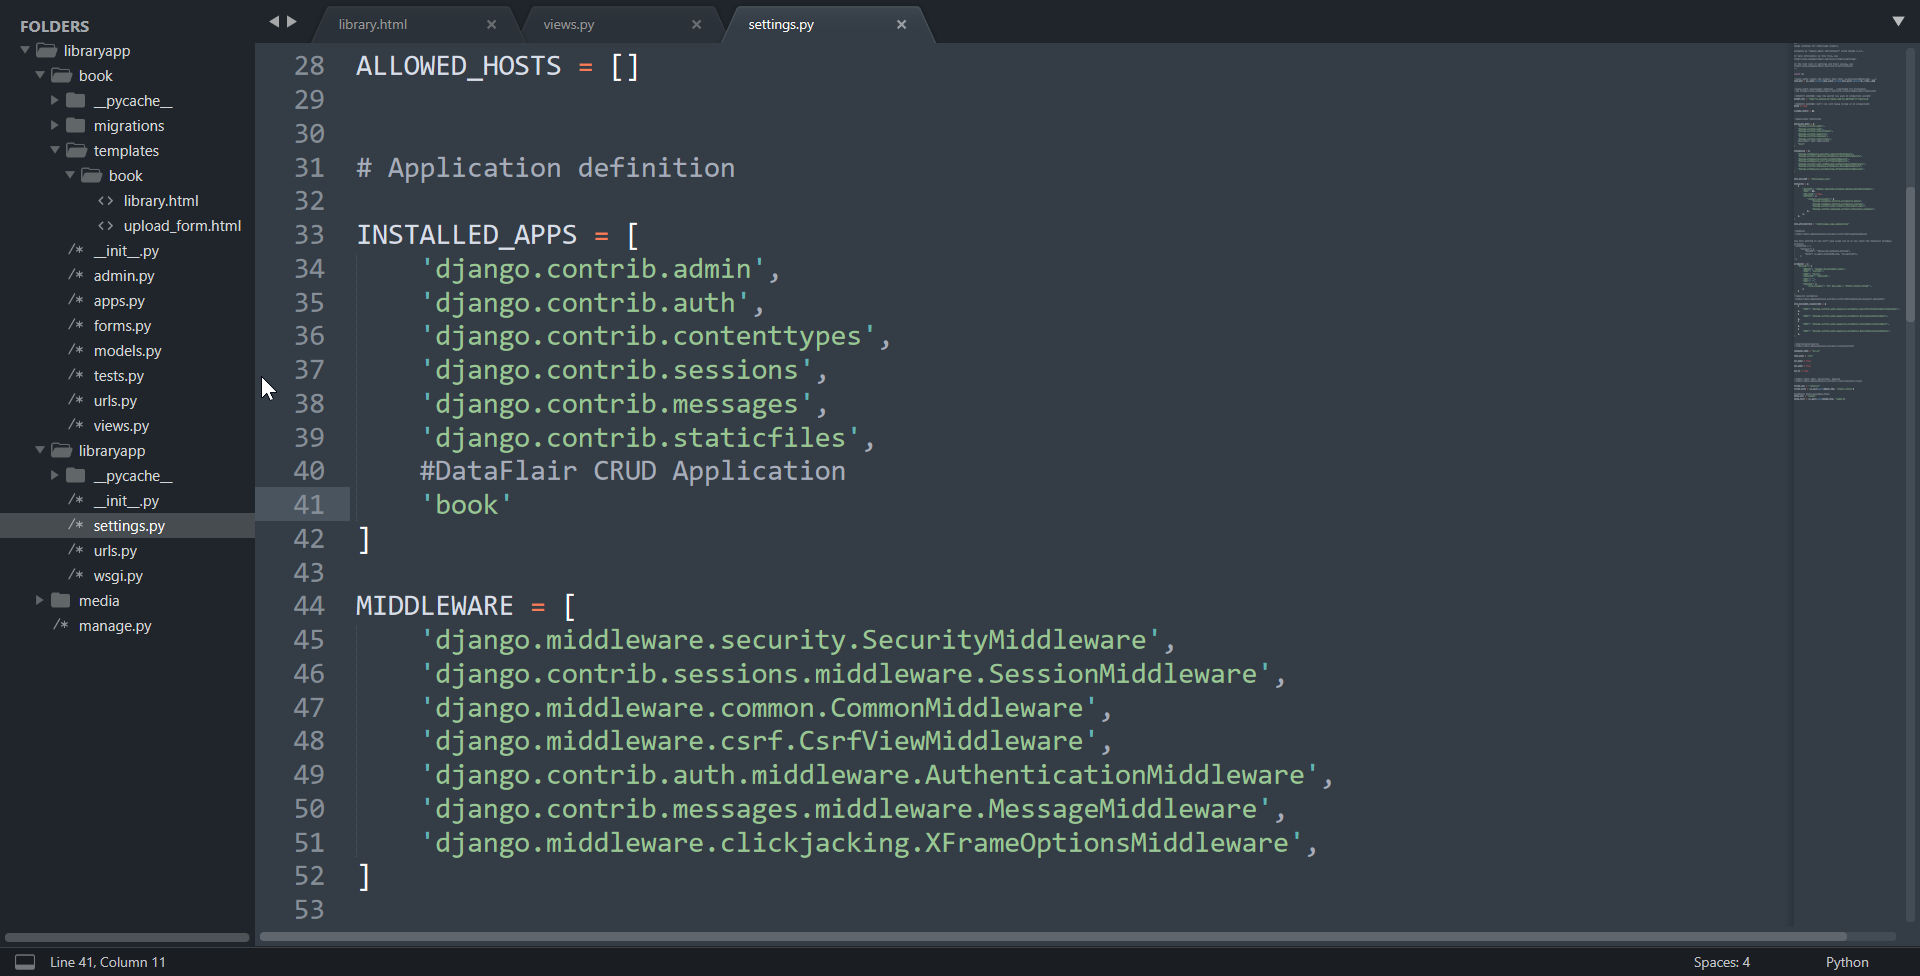 FOLDERS
libraryapp
book
__pycache__
migrations
templates
book
<> library.html
<> upload_form.html
/* __init__.py
/* admin.py
/* apps.py
/* forms.py
/* models.py
/* tests.py
/* urls.py
/* views.py
libraryapp
__pycache__
/* __init__.py
/* settings.py
/* urls.py
/* wsgi.py
media
/* manage.py
library.html × views.py × settings.py ×
28 ALLOWED_HOSTS = []
29
30
31 # Application definition
32
33 INSTALLED_APPS = [
34     'django.contrib.admin',
35     'django.contrib.auth',
36     'django.contrib.contenttypes',
37     'django.contrib.sessions',
38     'django.contrib.messages',
39     'django.contrib.staticfiles',
40     #DataFlair CRUD Application
41     'book'
42 ]
43
44 MIDDLEWARE = [
45     'django.middleware.security.SecurityMiddleware',
46     'django.contrib.sessions.middleware.SessionMiddleware',
47     'django.middleware.common.CommonMiddleware',
48     'django.middleware.csrf.CsrfViewMiddleware',
49     'django.contrib.auth.middleware.AuthenticationMiddleware',
50     'django.contrib.messages.middleware.MessageMiddleware',
51     'django.middleware.clickjacking.XFrameOptionsMiddleware',
52 ]
53
Line 41, Column 11
Spaces: 4
Python